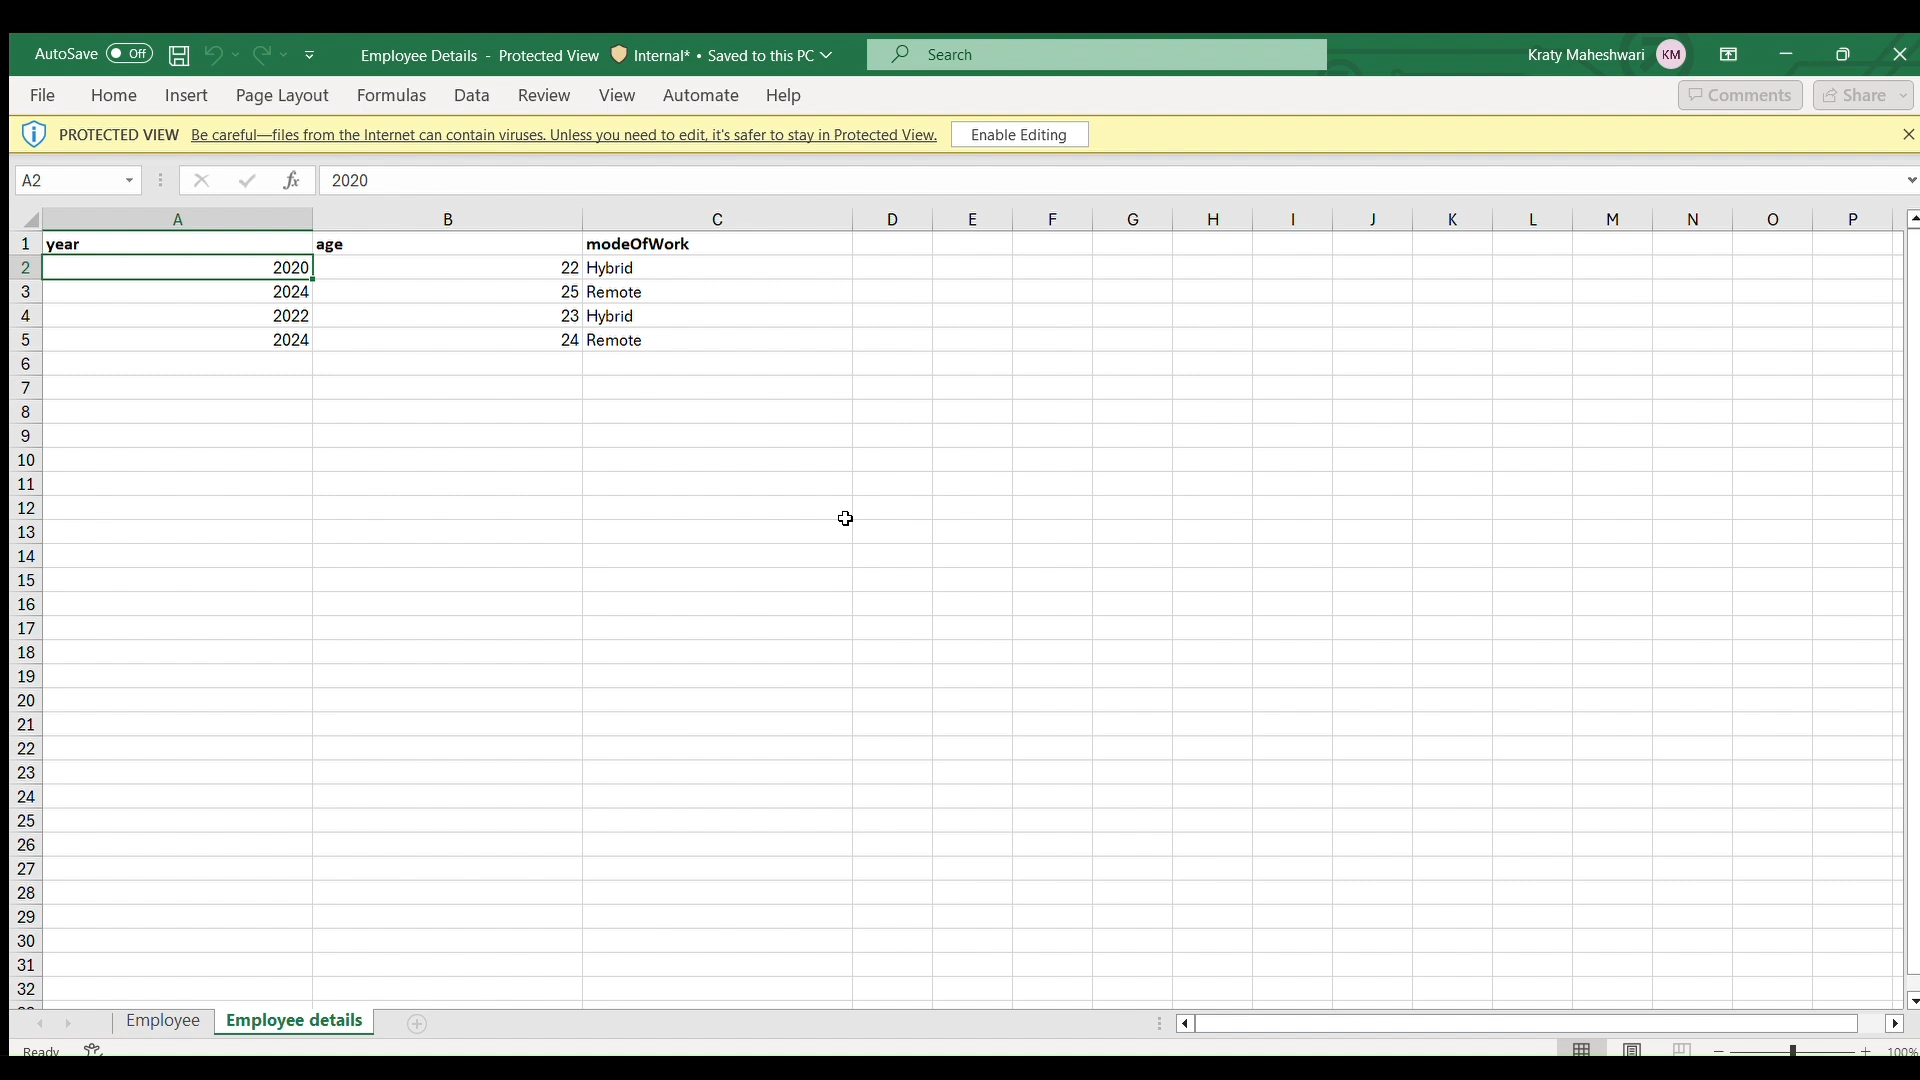 AutoSave Off Employee Details - Protected View Internal* • Saved to this PC Search Kraty Maheshwari KM
File Home Insert Page Layout Formulas Data Review View Automate Help Comments Share
PROTECTED VIEW Be careful—files from the Internet can contain viruses. Unless you need to edit, it's safer to stay in Protected View. Enable Editing
A2 fx 2020
A B C D E F G H I J K L M N O P
1 year age modeOfWork
2 2020 22 Hybrid
3 2024 25 Remote
4 2022 23 Hybrid
5 2024 24 Remote
6
7
8
9
10
11
12
13
14
15
16
17
18
19
20
21
22
23
24
25
26
27
28
29
30
31
32
Employee Employee details
Ready 100%